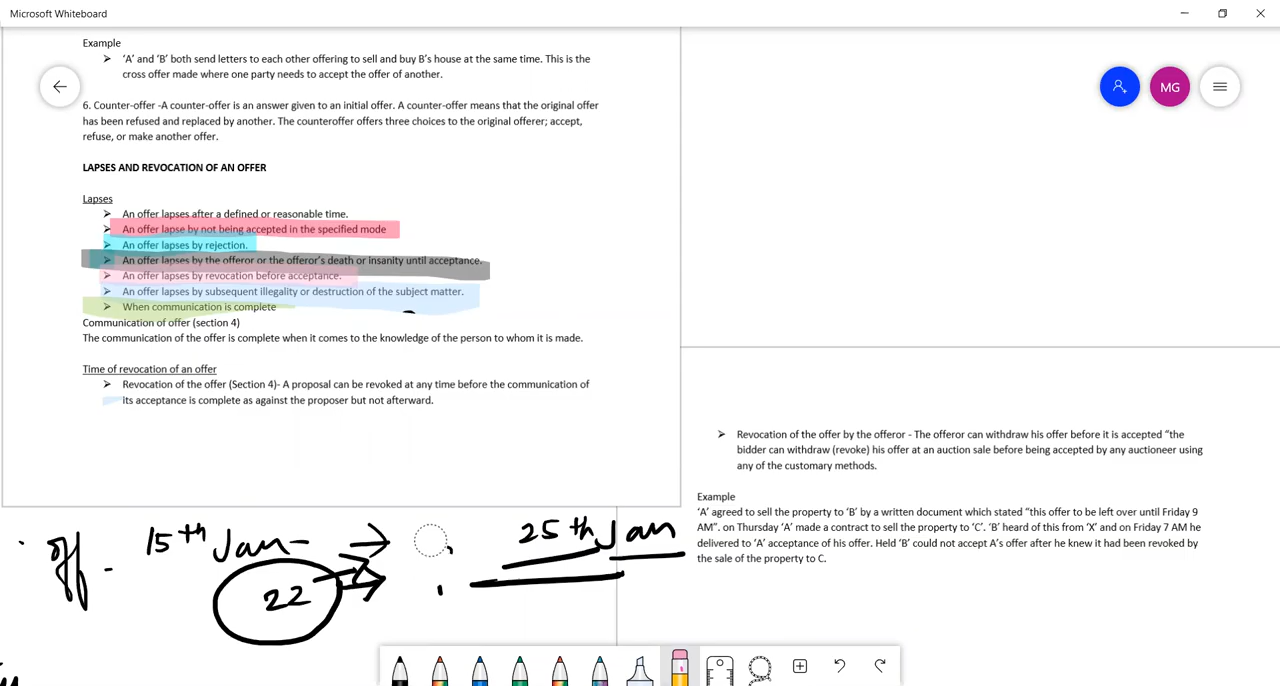 Microsoft Whiteboard
Example
➤ ‘A’ and ‘B’ both send letters to each other offering to sell and buy B’s house at the same time. This is the
cross offer made where one party needs to accept the offer of another.
6. Counter-offer -A counter-offer is an answer given to an initial offer. A counter-offer means that the original offer
has been refused and replaced by another. The counteroffer offers three choices to the original offerer; accept,
refuse, or make another offer.
LAPSES AND REVOCATION OF AN OFFER
Lapses
➤ An offer lapses after a defined or reasonable time.
➤ An offer lapse by not being accepted in the specified mode
➤ An offer lapses by rejection.
➤ An offer lapses by the offeror or the offeror’s death or insanity until acceptance.
➤ An offer lapses by revocation before acceptance.
➤ An offer lapses by subsequent illegality or destruction of the subject matter.
➤ When communication is complete
Communication of offer (section 4)
The communication of the offer is complete when it comes to the knowledge of the person to whom it is made.
Time of revocation of an offer
➤ Revocation of the offer (Section 4)- A proposal can be revoked at any time before the communication of
its acceptance is complete as against the proposer but not afterward.
MG
➤ Revocation of the offer by the offeror - The offeror can withdraw his offer before it is accepted “the
bidder can withdraw (revoke) his offer at an auction sale before being accepted by any auctioneer using
any of the customary methods.
Example
‘A’ agreed to sell the property to ‘B’ by a written document which stated “this offer to be left over until Friday 9
AM”. on Thursday ‘A’ made a contract to sell the property to ‘C’. ‘B’ heard of this from ‘X’ and on Friday 7 AM he
delivered to ‘A’ acceptance of his offer. Held ‘B’ could not accept A’s offer after he knew it had been revoked by
the sale of the property to C.
off - 15th Jan- → 25th Jan
22 →